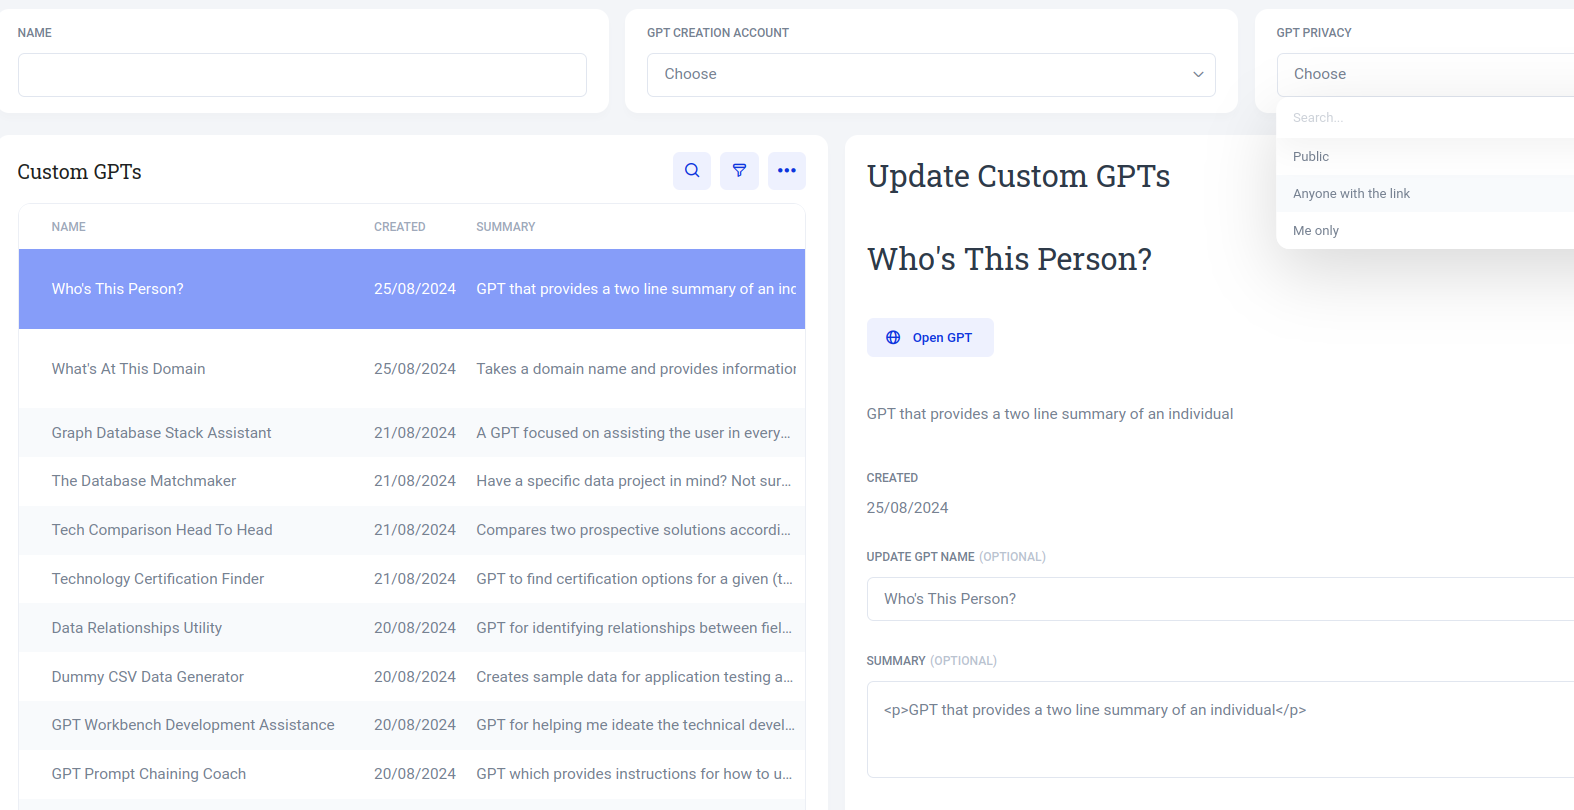 NAME
GPT CREATION ACCOUNT
GPT PRIVACY
Choose
Choose
Search...
Public
Anyone with the link
Me only
Custom GPTs
NAME CREATED SUMMARY
Who's This Person? 25/08/2024 GPT that provides a two line summary of an inc
What's At This Domain 25/08/2024 Takes a domain name and provides information
Graph Database Stack Assistant 21/08/2024 A GPT focused on assisting the user in every...
The Database Matchmaker 21/08/2024 Have a specific data project in mind? Not sur...
Tech Comparison Head To Head 21/08/2024 Compares two prospective solutions accordi...
Technology Certification Finder 21/08/2024 GPT to find certification options for a given (t...
Data Relationships Utility 20/08/2024 GPT for identifying relationships between fiel...
Dummy CSV Data Generator 20/08/2024 Creates sample data for application testing a...
GPT Workbench Development Assistance 20/08/2024 GPT for helping me ideate the technical devel...
GPT Prompt Chaining Coach 20/08/2024 GPT which provides instructions for how to u...
Update Custom GPTs
Who's This Person?
Open GPT
GPT that provides a two line summary of an individual
CREATED
25/08/2024
UPDATE GPT NAME (OPTIONAL)
Who's This Person?
SUMMARY (OPTIONAL)
<p>GPT that provides a two line summary of an individual</p>